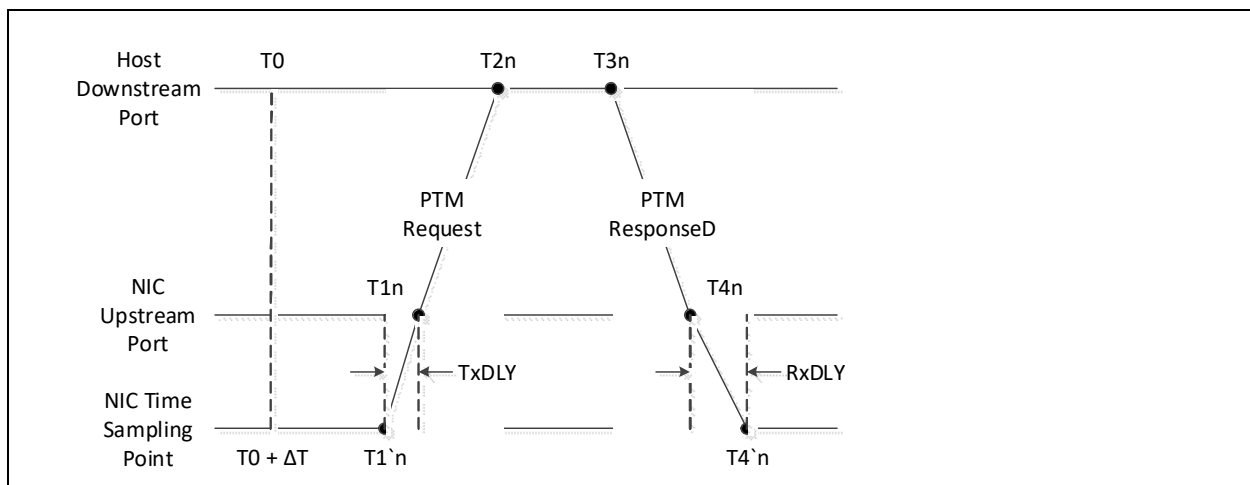 Host
Downstream
Port
T0
T2n
T3n
PTM
Request
PTM
ResponseD
NIC
Upstream
Port
T1n
T4n
TxDLY
RxDLY
NIC Time
Sampling
Point
T0 + ΔT
T1`n
T4`n